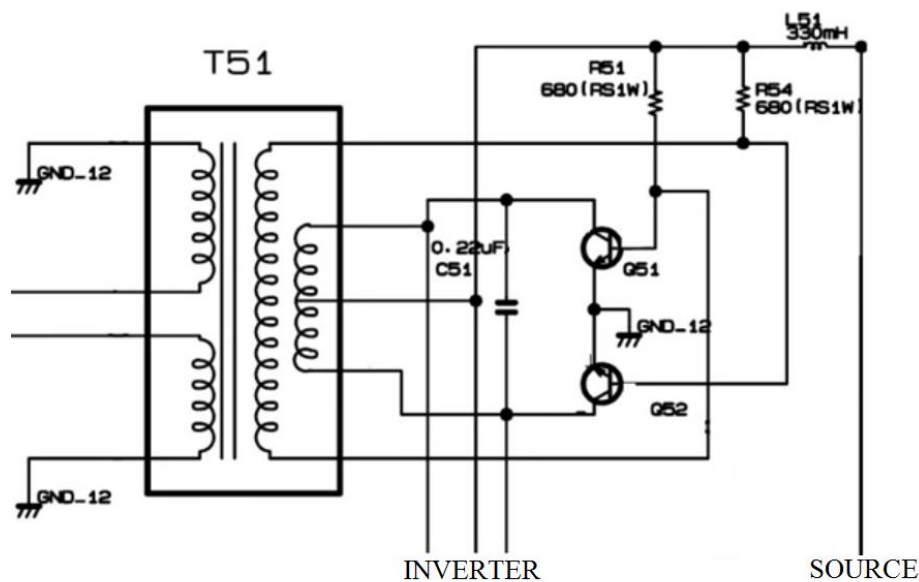 L51
330mH
T51
R51
680(RS1W)
R54
680(RS1W)
GND_12
0.22uF
C51
Q51
GND_12
Q52
GND_12
INVERTER
SOURCE